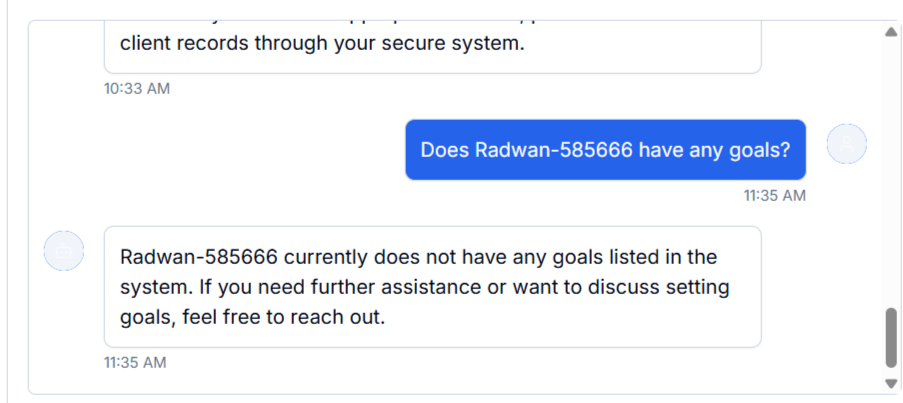 client records through your secure system.
10:33 AM
Does Radwan-585666 have any goals?
11:35 AM
Radwan-585666 currently does not have any goals listed in the
system. If you need further assistance or want to discuss setting
goals, feel free to reach out.
11:35 AM